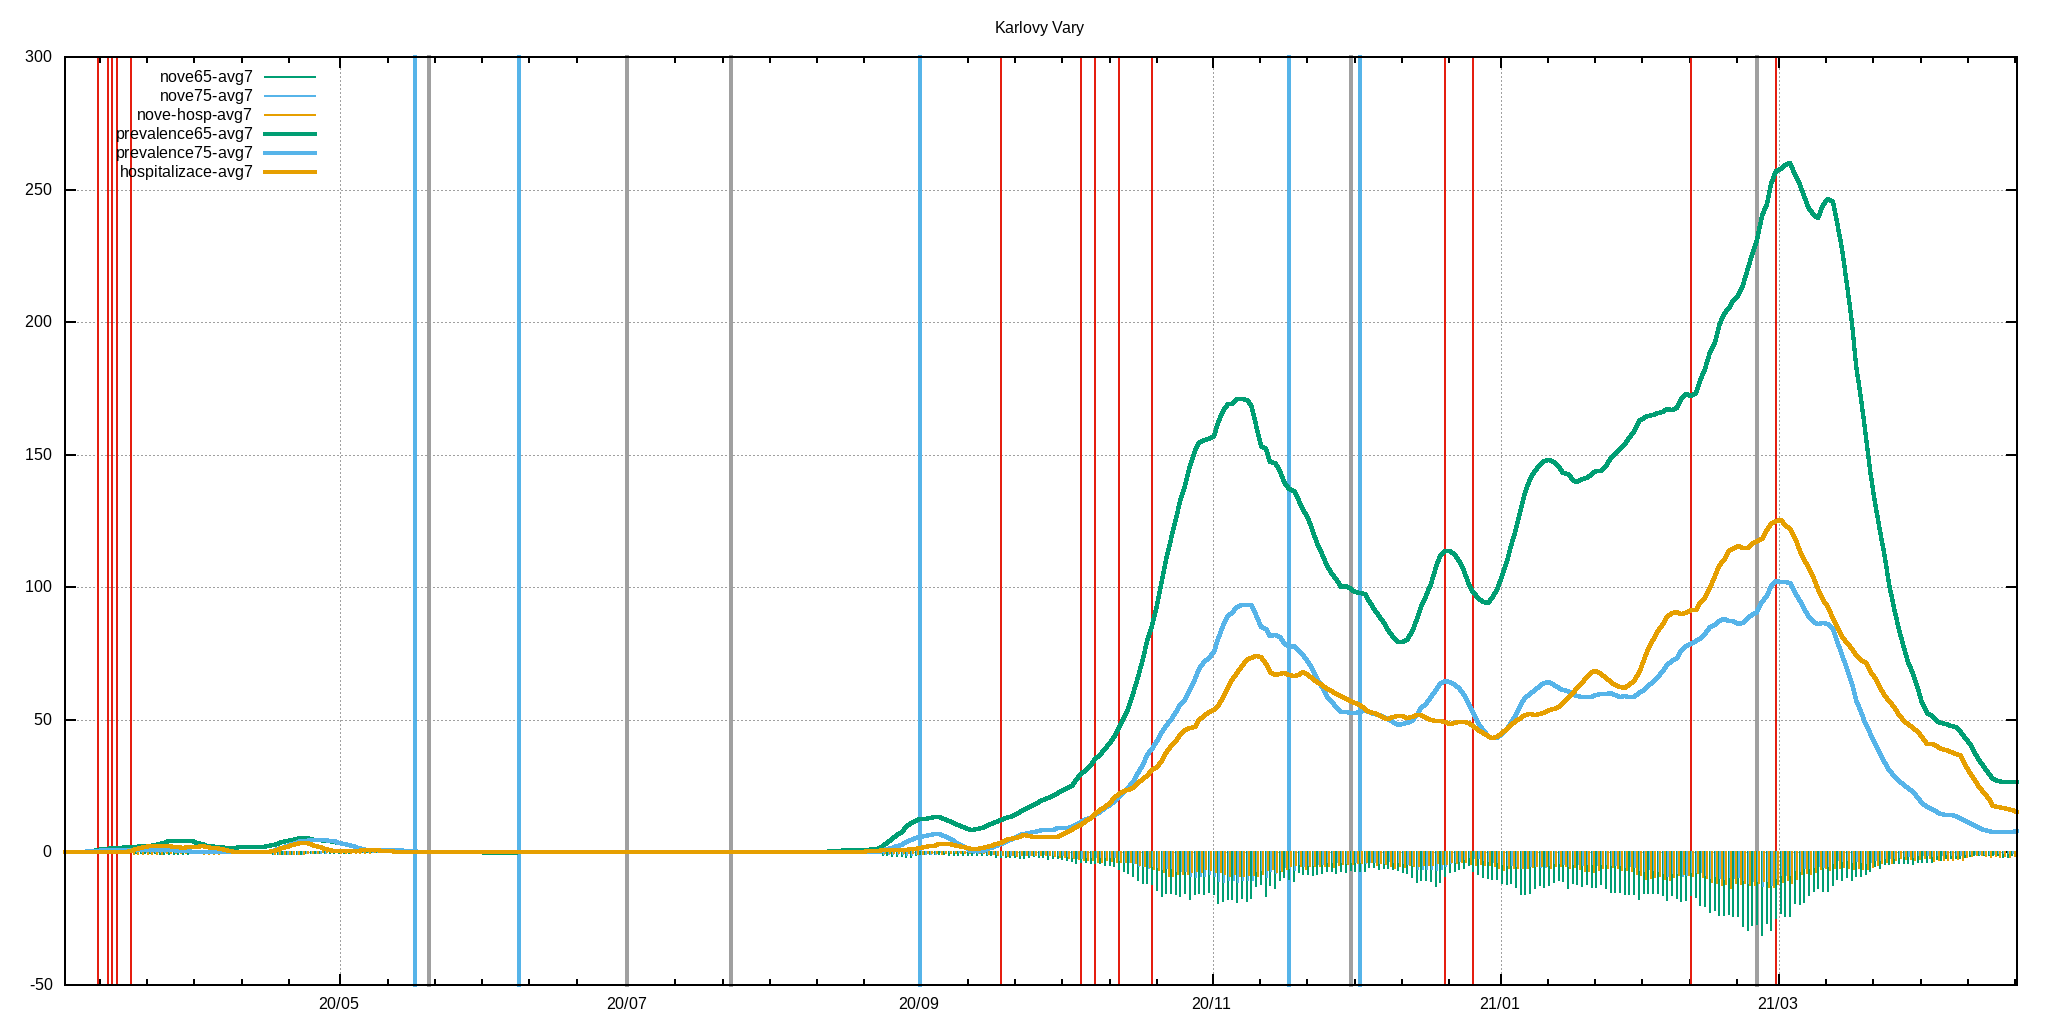 Karlovy Vary
300
nove65-avg7
nove75-avg7
nove-hosp-avg7
prevalence65-avg7
prevalence75-avg7
hospitalizace-avg7
250
200
150
100
50
0
-50
20/05
20/07
20/09
20/11
21/01
21/03